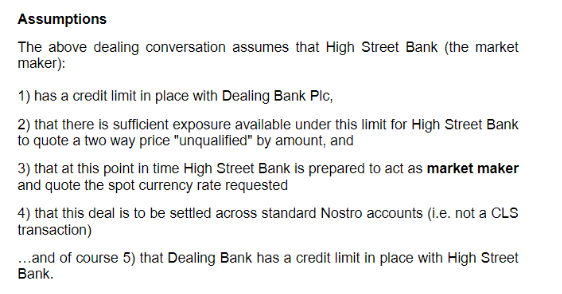 Assumptions
The above dealing conversation assumes that High Street Bank (the market
maker):
1) has a credit limit in place with Dealing Bank Plc,
2) that there is sufficient exposure available under this limit for High Street Bank
to quote a two way price "unqualified" by amount, and
3) that at this point in time High Street Bank is prepared to act as market maker
and quote the spot currency rate requested
4) that this deal is to be settled across standard Nostro accounts (i.e. not a CLS
transaction)
...and of course 5) that Dealing Bank has a credit limit in place with High Street
Bank.